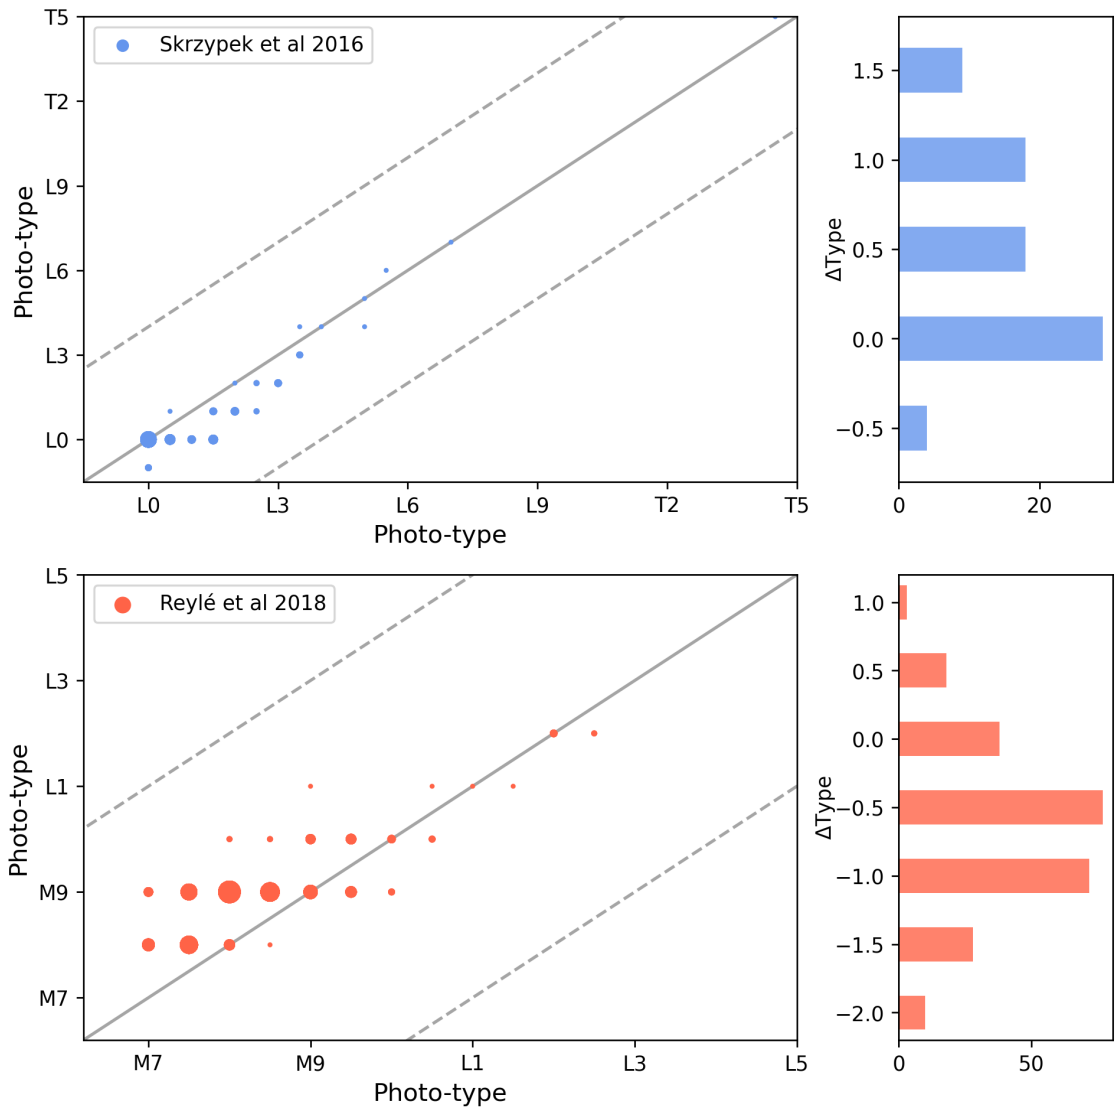 T5
T2
L9
L6
L3
L0
Photo-type
Skrzypek et al 2016
L0
L3
L6
L9
T2
T5
Photo-type
1.5
1.0
0.5
0.0
−0.5
ΔType
0
20
L5
L3
L1
M9
M7
Photo-type
Reylé et al 2018
M7
M9
L1
L3
L5
Photo-type
1.0
0.5
0.0
−0.5
−1.0
−1.5
−2.0
ΔType
0
50